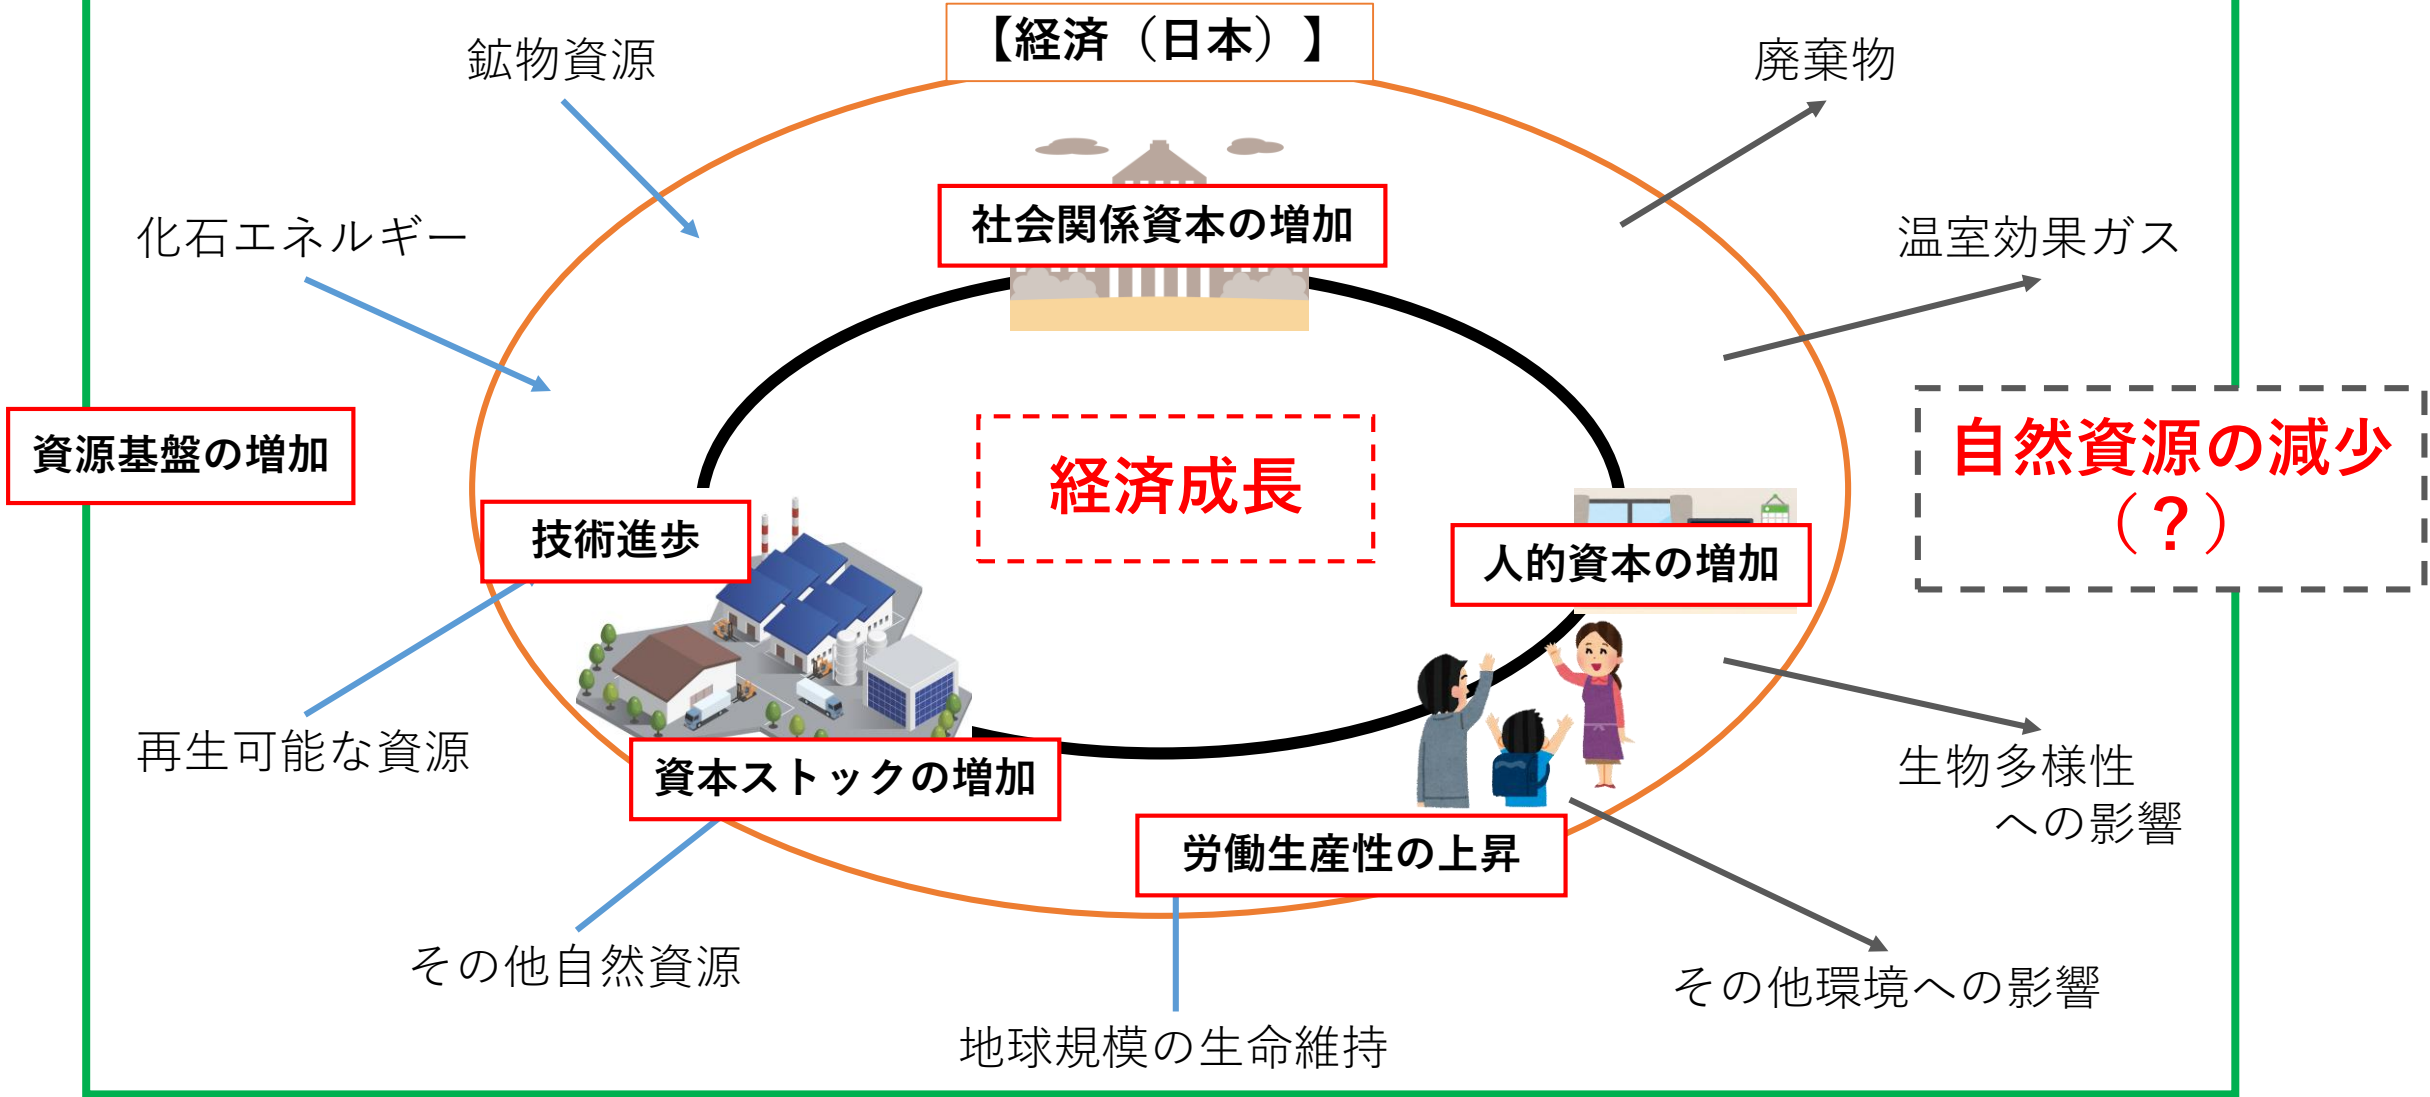 【経済（日本）】
鉱物資源
廃棄物
社会関係資本の増加
化石エネルギー
温室効果ガス
資源基盤の増加
経済成長
自然資源の減少
（？）
技術進歩
人的資本の増加
再生可能な資源
資本ストックの増加
生物多様性
への影響
労働生産性の上昇
その他自然資源
その他環境への影響
地球規模の生命維持